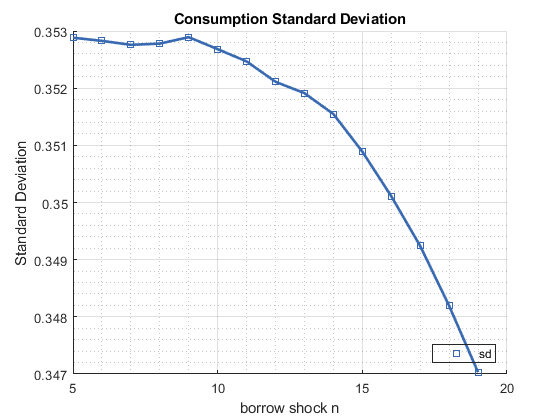 Consumption Standard Deviation
0.353
0.352
0.351
0.35
0.349
0.348
0.347
Standard Deviation
sd
5 10 15 20
borrow shock n